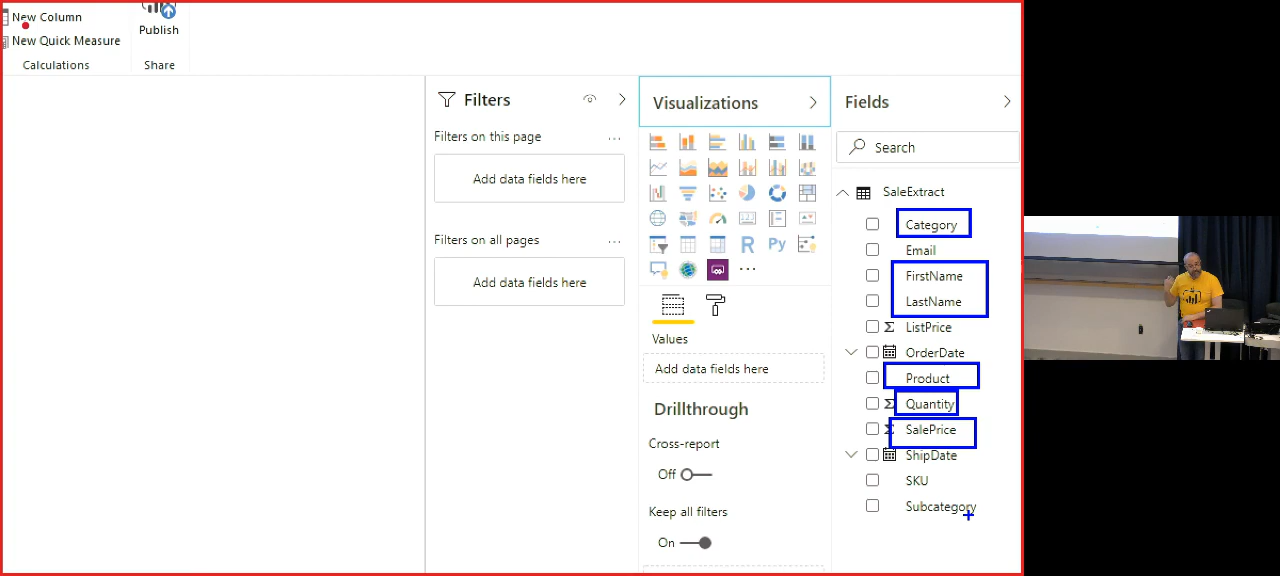 New Column
New Quick Measure
Calculations
Publish
Share
Filters
Filters on this page
...
Add data fields here
Filters on all pages
...
Add data fields here
Visualizations
R
Py
...
Values
Add data fields here
Drillthrough
Cross-report
Off
Keep all filters
On
Fields
Search
SaleExtract
Category
Email
FirstName
LastName
Σ ListPrice
OrderDate
Product
Σ Quantity
Σ SalePrice
ShipDate
SKU
Subcategory